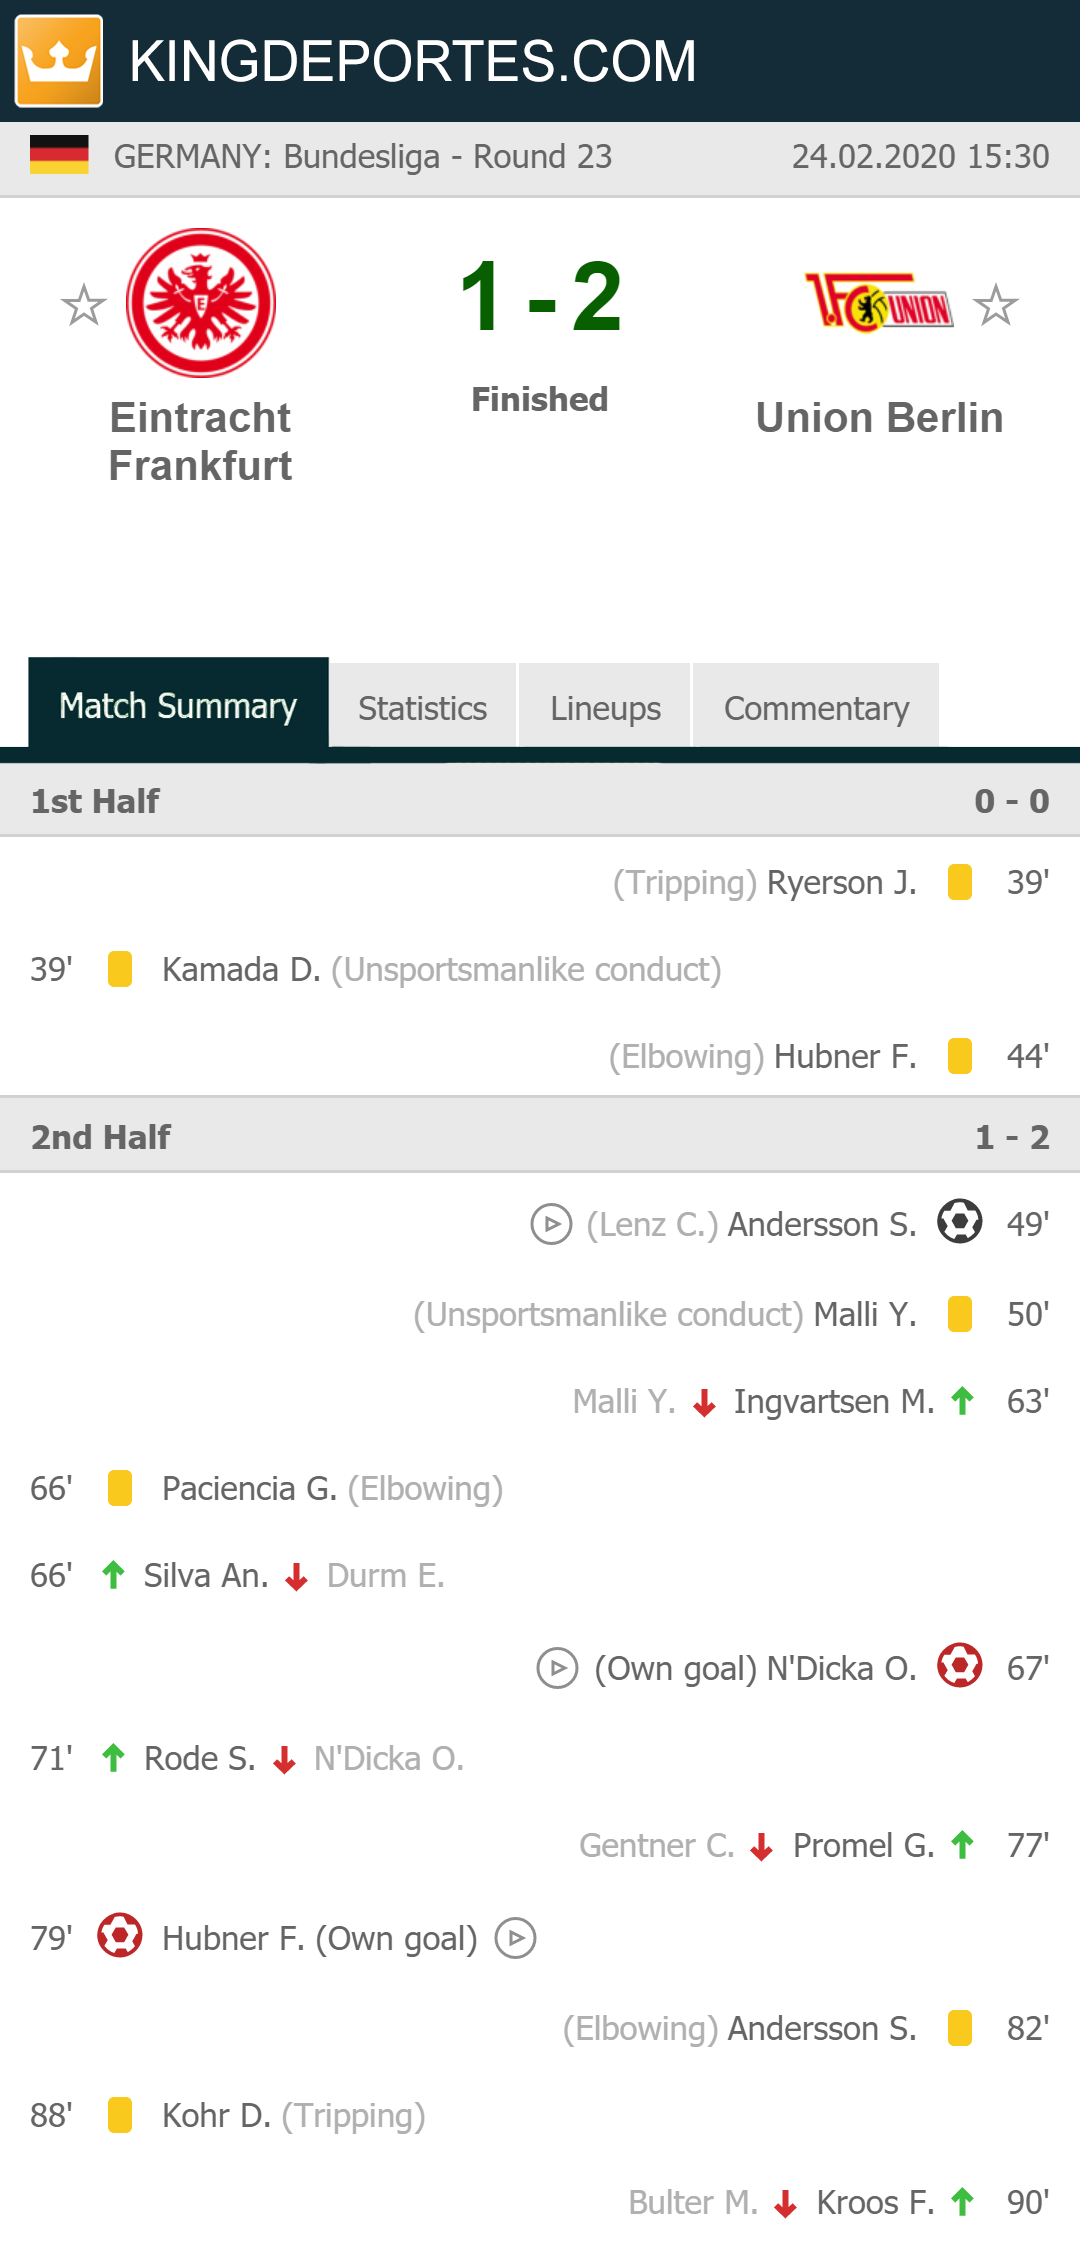 KINGDEPORTES.COM
GERMANY: Bundesliga - Round 23 24.02.2020 15:30
1 - 2
FC UNION
E
Finished
Eintracht
Frankfurt
Union Berlin
Match Summary Statistics Lineups Commentary
1st Half 0 - 0
(Tripping) Ryerson J. 39'
39' Kamada D. (Unsportsmanlike conduct)
(Elbowing) Hubner F. 44'
2nd Half 1 - 2
(Lenz C.) Andersson S. 49'
(Unsportsmanlike conduct) Malli Y. 50'
Malli Y. Ingvartsen M. 63'
66' Paciencia G. (Elbowing)
66' Silva An. Durm E.
(Own goal) N'Dicka O. 67'
71' Rode S. N'Dicka O.
Gentner C. Promel G. 77'
79' Hubner F. (Own goal)
(Elbowing) Andersson S. 82'
88' Kohr D. (Tripping)
Bulter M. Kroos F. 90'